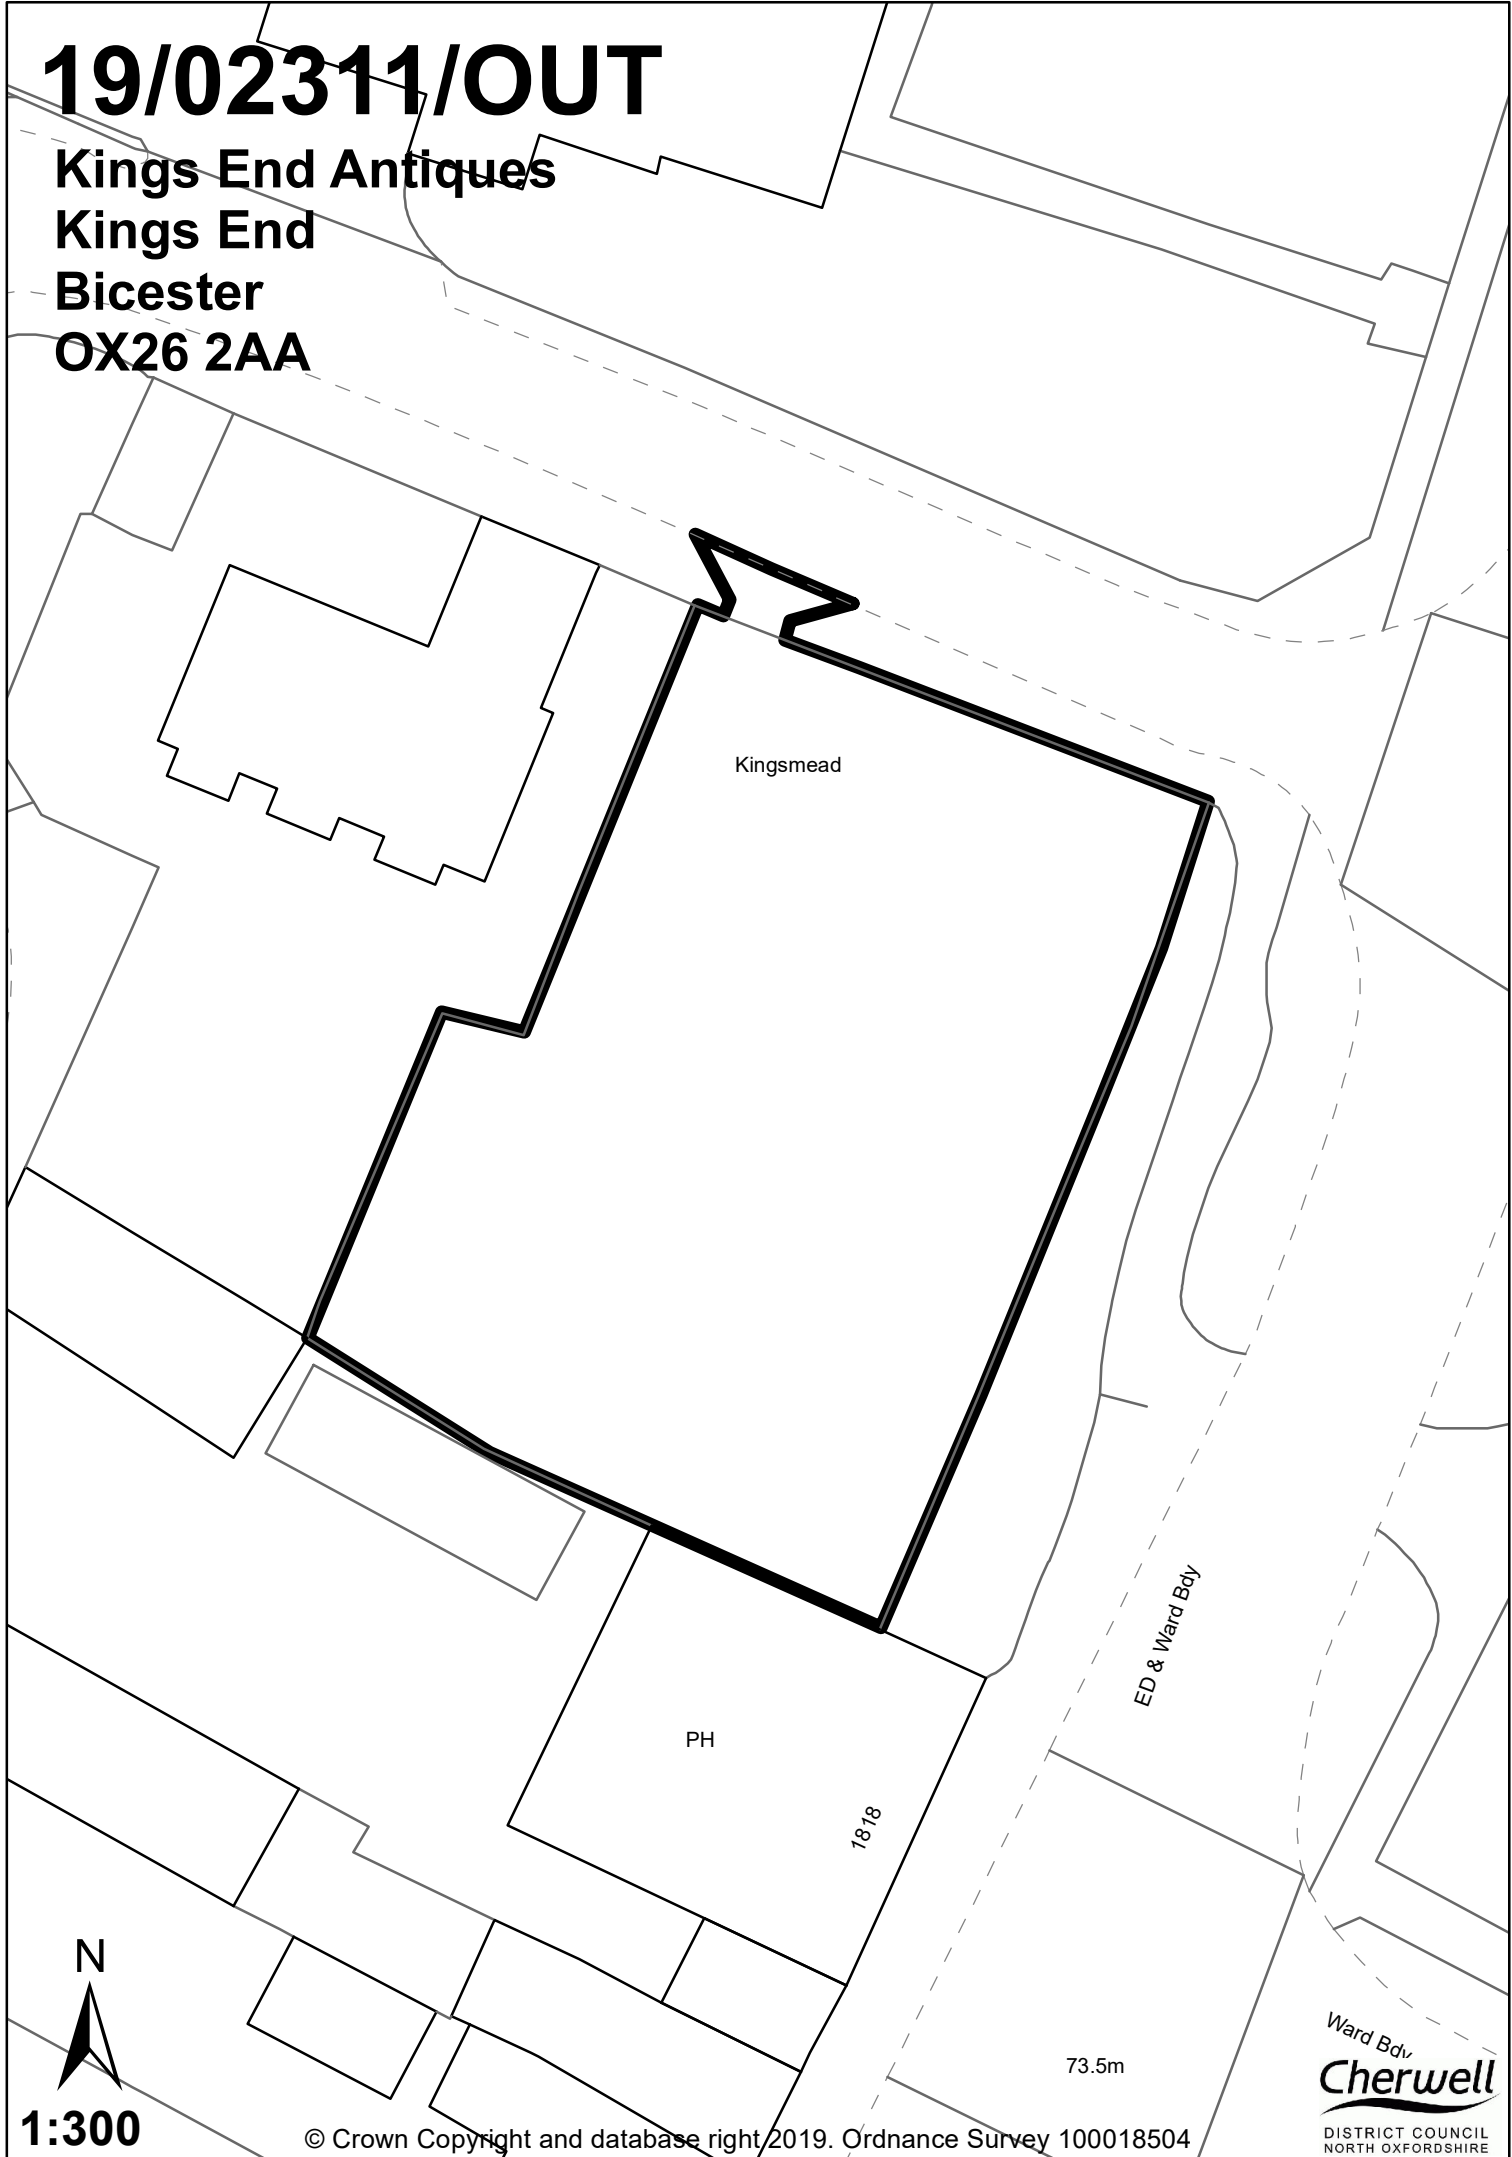 19/02311/OUT
Kings End Antiques
Kings End
Bicester
OX26 2AA
Kingsmead
ED & Ward Bdy
PH
1818
N
Ward Bdy
73.5m
Cherwell
DISTRICT COUNCIL
NORTH OXFORDSHIRE
1:300
© Crown Copyright and database right 2019. Ordnance Survey 100018504